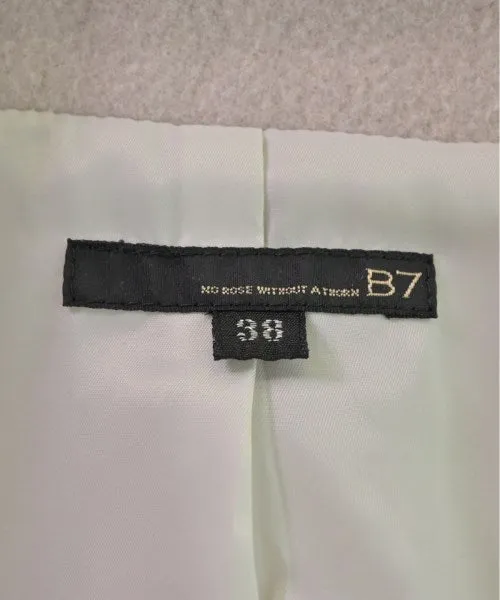 NO ROSE WITHOUT A THORN B7
38